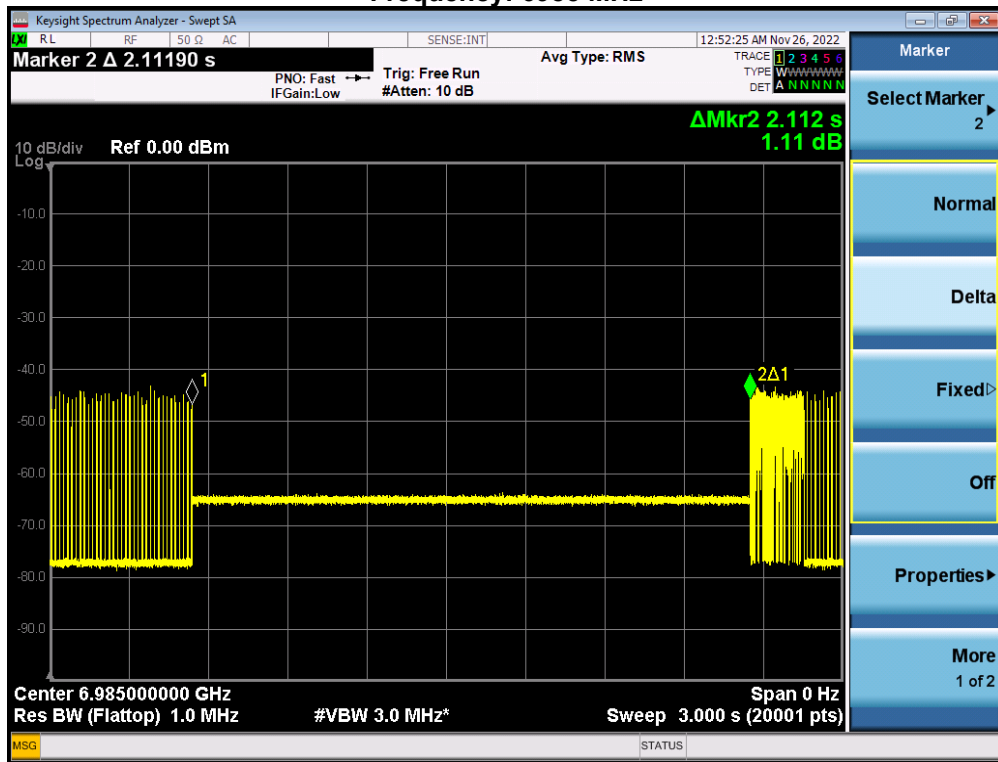 Keysight Spectrum Analyzer - Swept SA
LXI RL RF 50 Ω AC SENSE:INT 12:52:25 AM Nov 26, 2022
Marker 2 Δ 2.11190 s
PNO: Fast
IFGain:Low
Trig: Free Run
#Atten: 10 dB
Avg Type: RMS
TRACE 1 2 3 4 5 6
TYPE WWWWWW
DET A N N N N N
ΔMkr2 2.112 s
1.11 dB
10 dB/div Ref 0.00 dBm
Log
-10.0
-20.0
-30.0
-40.0
-50.0
-60.0
-70.0
-80.0
-90.0
1
2Δ1
Center 6.985000000 GHz
Span 0 Hz
Res BW (Flattop) 1.0 MHz
#VBW 3.0 MHz*
Sweep 3.000 s (20001 pts)
MSG
STATUS
Marker
Select Marker
2
Normal
Delta
Fixed
Off
Properties
More
1 of 2